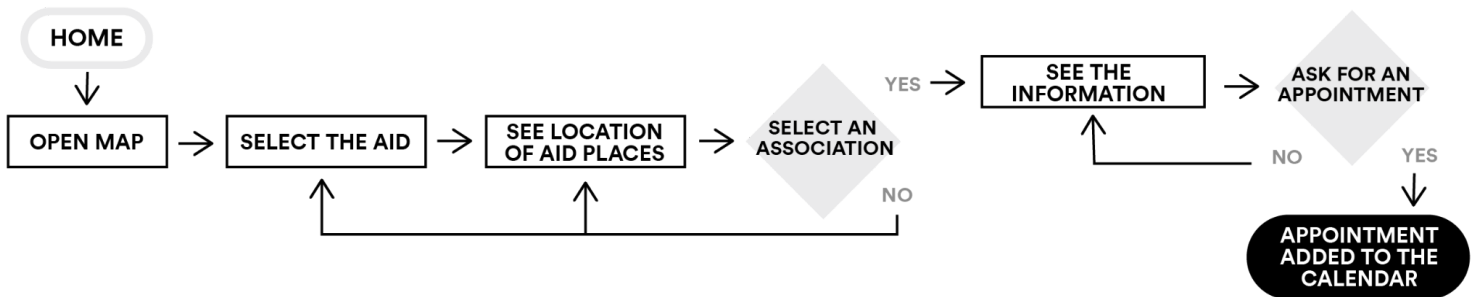 HOME
OPEN MAP
SELECT THE AID
SEE LOCATION
OF AID PLACES
SELECT AN
ASSOCIATION
YES
NO
SEE THE
INFORMATION
ASK FOR AN
APPOINTMENT
NO
YES
APPOINTMENT
ADDED TO THE
CALENDAR